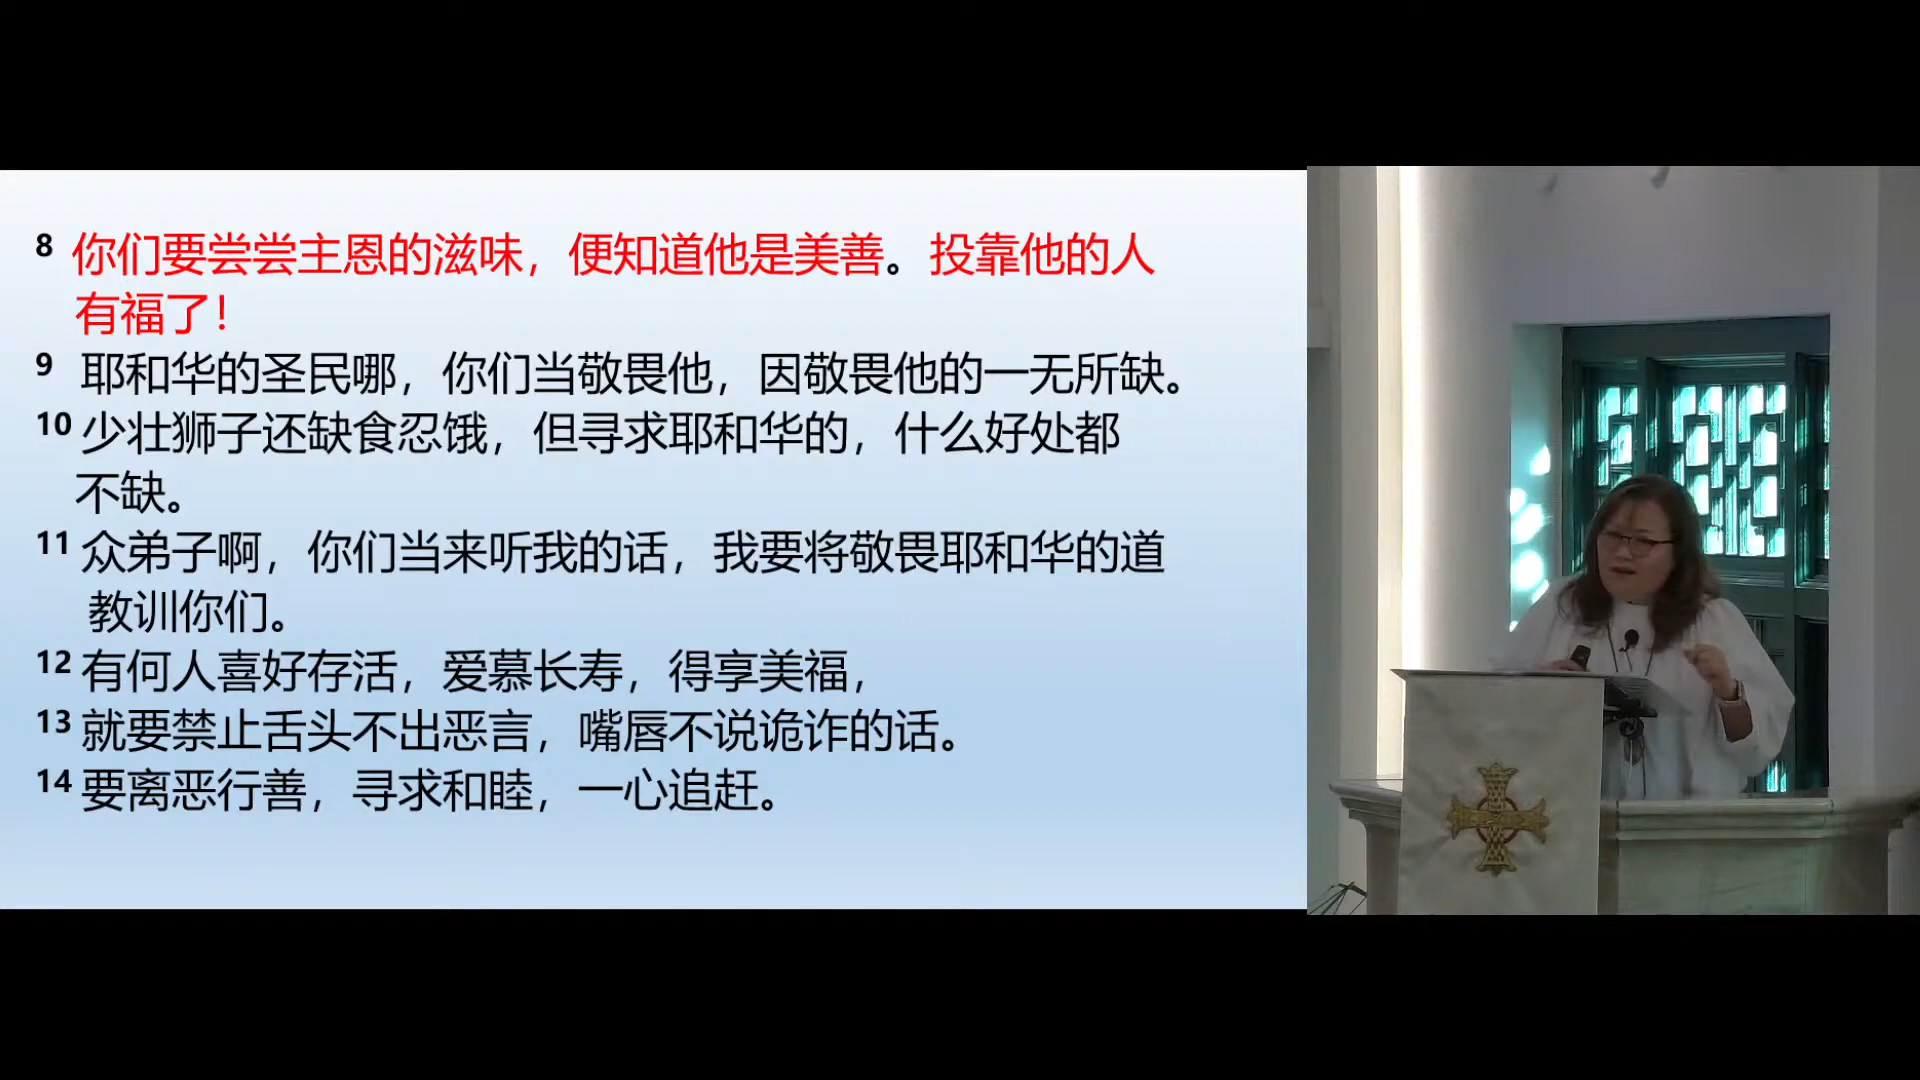 8 你们要尝尝主恩的滋味，便知道他是美善。投靠他的人
有福了！
9 耶和华的圣民哪，你们当敬畏他，因敬畏他的一无所缺。
10 少壮狮子还缺食忍饿，但寻求耶和华的，什么好处都
不缺。
11 众弟子啊，你们当来听我的话，我要将敬畏耶和华的道
教训你们。
12 有何人喜好存活，爱慕长寿，得享美福，
13 就要禁止舌头不出恶言，嘴唇不说诡诈的话。
14 要离恶行善，寻求和睦，一心追赶。